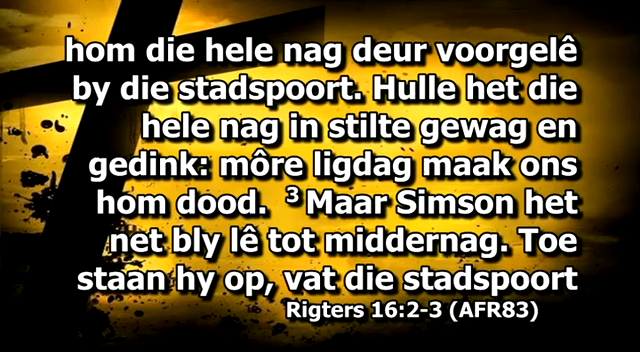 hom die hele nag deur voorgelê
by die stadspoort. Hulle het die
hele nag in stilte gewag en
gedink: môre ligdag maak ons
hom dood. ³ Maar Simson het
net bly lê tot middernag. Toe
staan hy op, vat die stadspoort
Rigters 16:2-3 (AFR83)